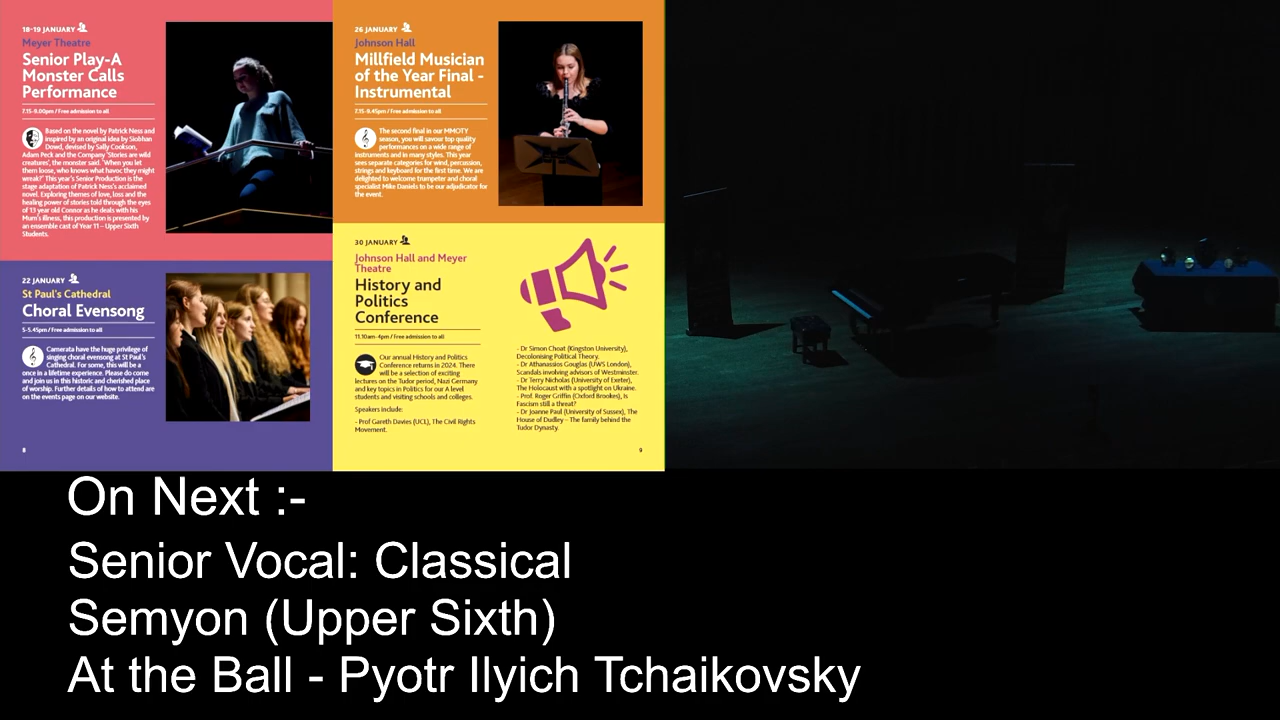 18-19 JANUARY
Meyer Theatre
Senior Play-A
Monster Calls
Performance
7.15-9.00pm / Free admission to all
Based on the novel by Patrick Ness and
inspired by an original idea by Siobhan
Dowd, devised by Sally Cookson,
Adam Peck and the Company 'Stories are wild
creatures', the monster said. 'When you let
them loose, who knows what havoc they might
wreak?' This year's Senior Production is the
stage adaptation of Patrick Ness's acclaimed
novel. Exploring themes of love, loss and the
healing power of stories told through the eyes
of 13 year old Connor as he deals with his
Mum's illness, this production is presented by
an ensemble cast of Year 11 - Upper Sixth
Students.
22 JANUARY
St Paul's Cathedral
Choral Evensong
5-5.45pm / Free admission to all
Camerata have the huge privilege of
singing choral evensong at St Paul's
Cathedral. For some, this will be a
once in a lifetime experience. Please do come
and join us in this historic and cherished place
of worship. Further details of how to attend are
on the events page on our website.
8
26 JANUARY
Johnson Hall
Millfield Musician
of the Year Final -
Instrumental
7.15-9.45pm / Free admission to all
The second final in our MMOTY
season, you will savour top quality
performances on a wide range of
instruments and in many styles. This year
sees separate categories for wind, percussion,
strings and keyboard for the first time. We are
delighted to welcome trumpeter and choral
specialist Mike Daniels to be our adjudicator for
the event.
30 JANUARY
Johnson Hall and Meyer
Theatre
History and
Politics
Conference
11.10am-4pm / Free admission to all
Our annual History and Politics
Conference returns in 2024. There
will be a selection of exciting
lectures on the Tudor period, Nazi Germany
and key topics in Politics for our A level
students and visiting schools and colleges.
Speakers include:
- Prof Gareth Davies (UCL), The Civil Rights
Movement.
- Dr Simon Choat (Kingston University),
Decolonising Political Theory.
- Dr Athanassios Gouglas (UWS London),
Scandals involving advisors of Westminster.
- Dr Terry Nicholas (University of Exeter),
The Holocaust with a spotlight on Ukraine.
- Prof. Roger Griffin (Oxford Brookes), Is
Fascism still a threat?
- Dr Joanne Paul (University of Sussex), The
House of Dudley – The family behind the
Tudor Dynasty.
9
On Next :-
Senior Vocal: Classical
Semyon (Upper Sixth)
At the Ball - Pyotr Ilyich Tchaikovsky